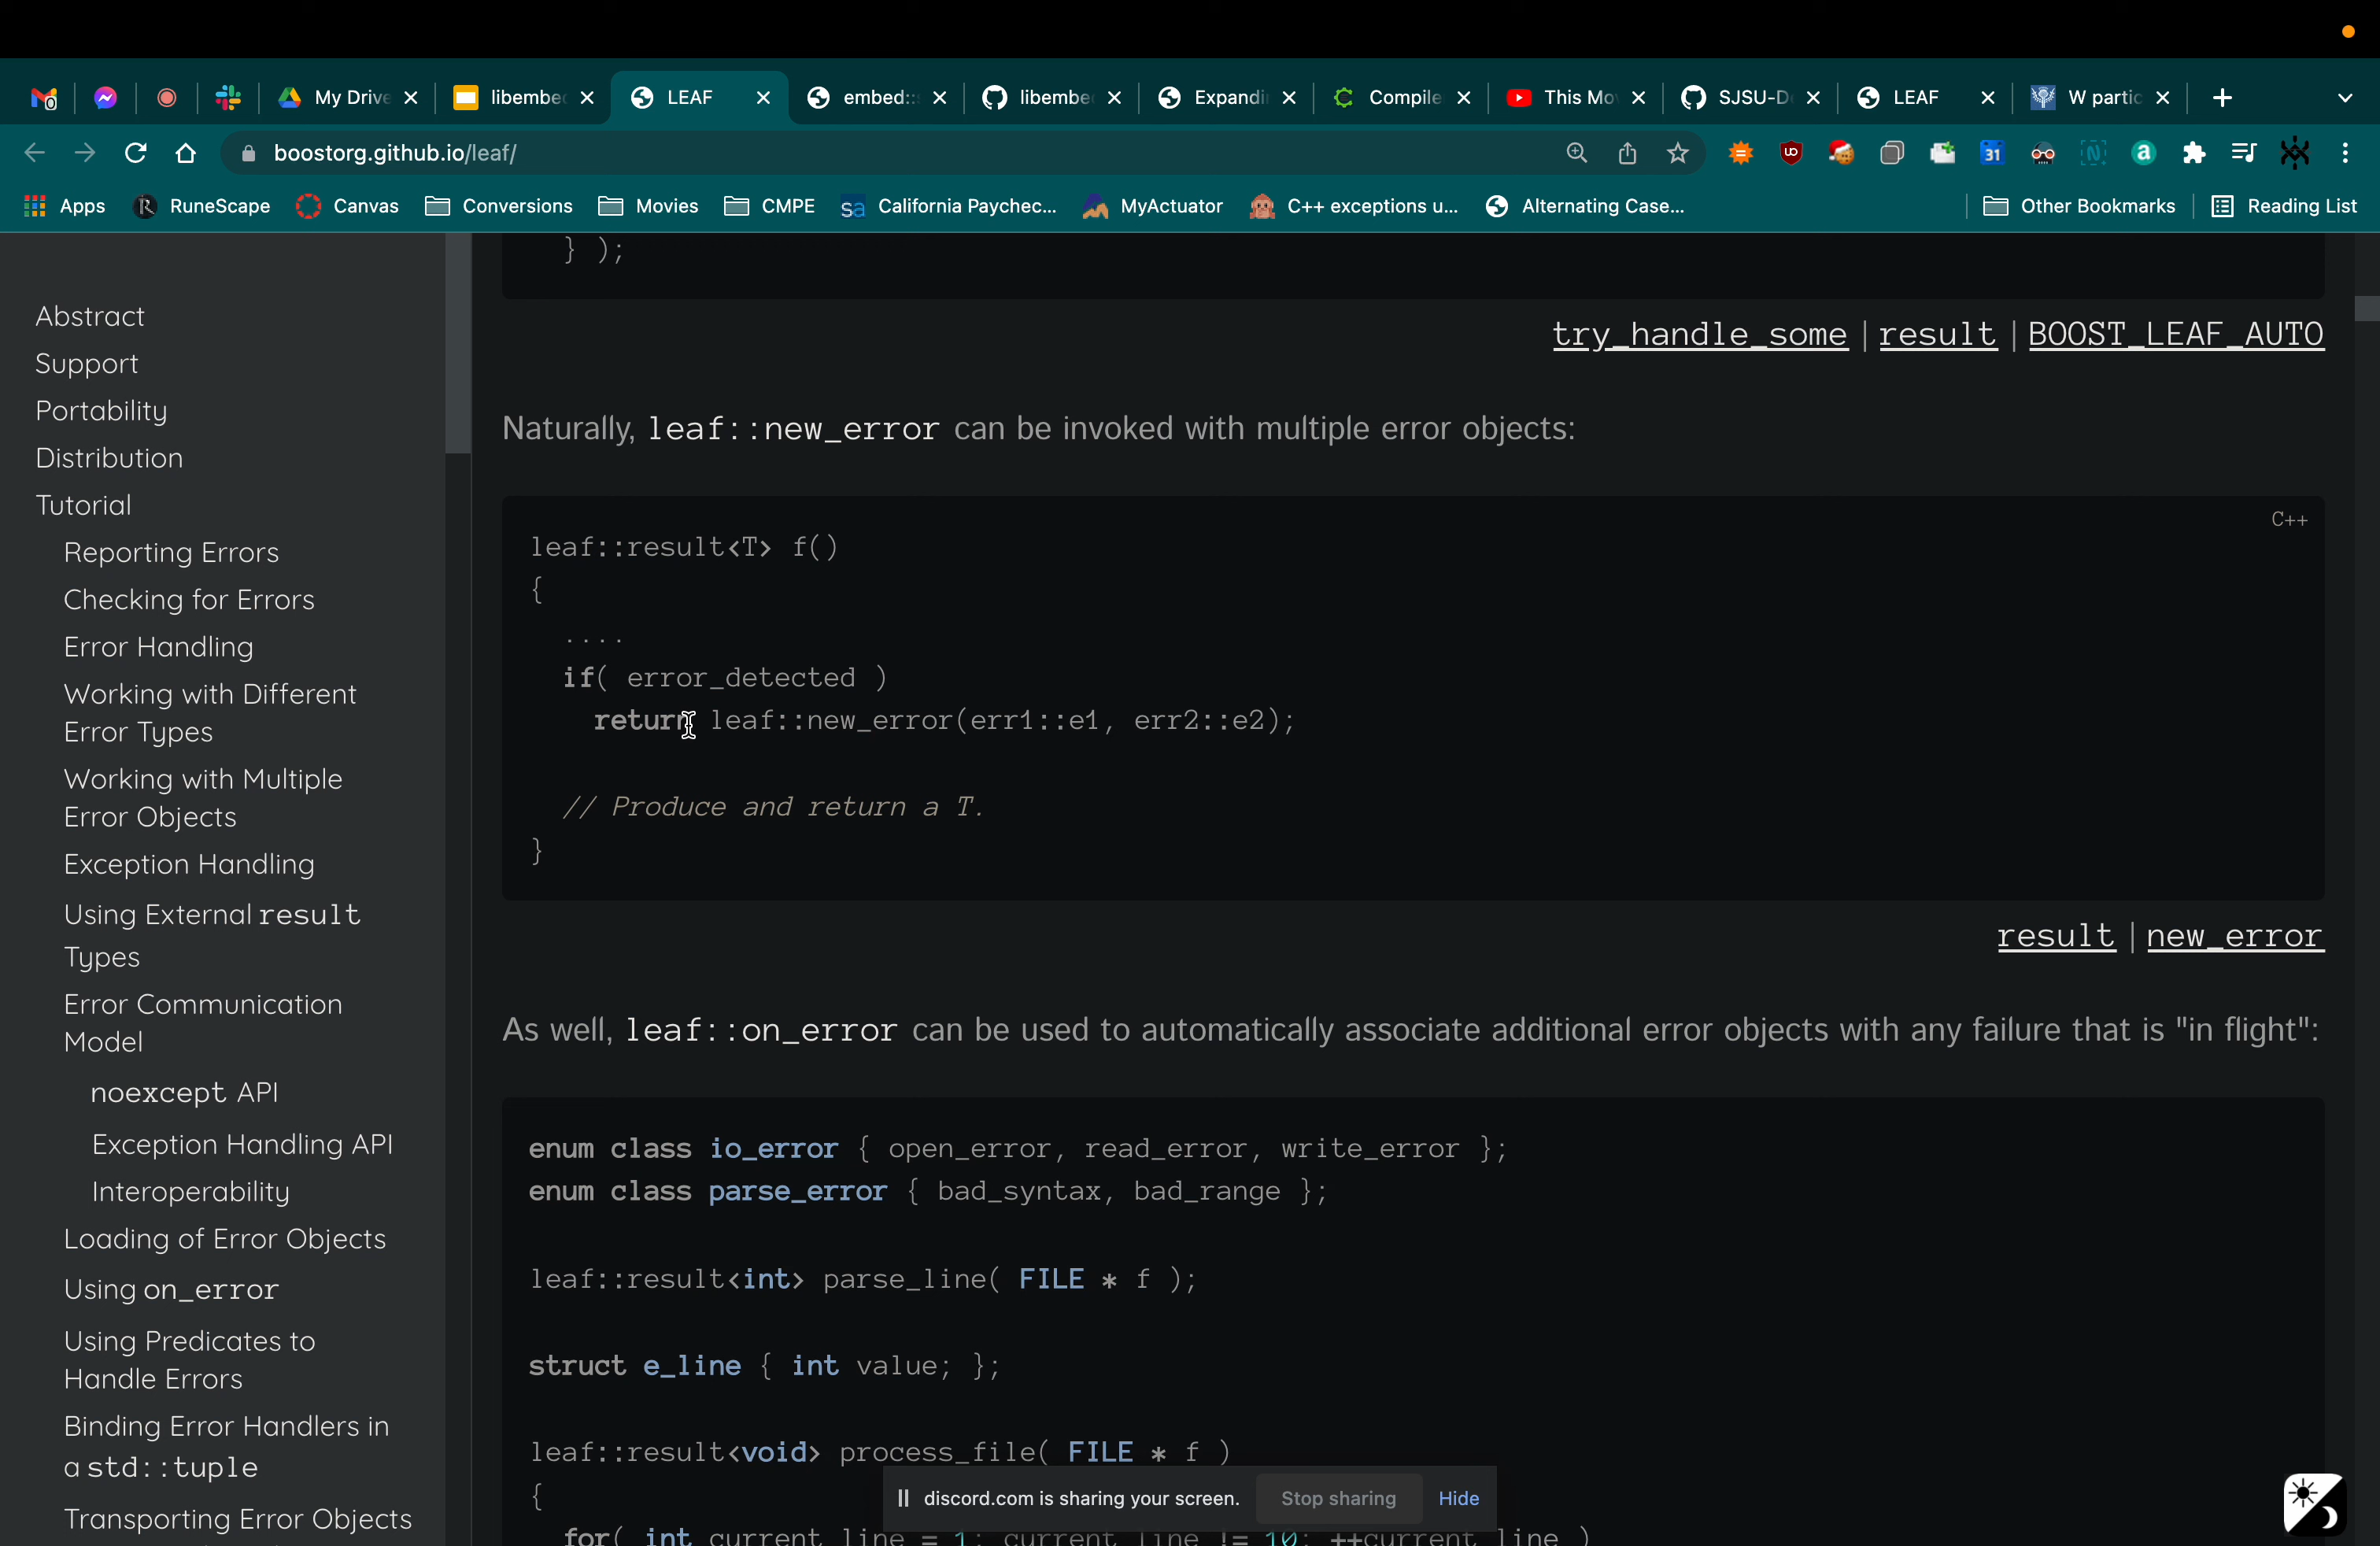 My Drive
libembe
LEAF
embed::
libembe
Expandi
Compile
This Mo
SJSU-D
LEAF
W partic
boostorg.github.io/leaf/
Apps
RuneScape
Canvas
Conversions
Movies
CMPE
California Paychec...
MyActuator
C++ exceptions u...
Alternating Case...
Other Bookmarks
Reading List
Abstract
Support
Portability
Distribution
Tutorial
Reporting Errors
Checking for Errors
Error Handling
Working with Different
Error Types
Working with Multiple
Error Objects
Exception Handling
Using External result
Types
Error Communication
Model
noexcept API
Exception Handling API
Interoperability
Loading of Error Objects
Using on_error
Using Predicates to
Handle Errors
Binding Error Handlers in
a std::tuple
Transporting Error Objects
} );
try_handle_some | result | BOOST_LEAF_AUTO
Naturally, leaf::new_error can be invoked with multiple error objects:
C++
leaf::result<T> f()
{
....
if( error_detected )
return leaf::new_error(err1::e1, err2::e2);
// Produce and return a T.
}
result | new_error
As well, leaf::on_error can be used to automatically associate additional error objects with any failure that is "in flight":
enum class io_error { open_error, read_error, write_error };
enum class parse_error { bad_syntax, bad_range };
leaf::result<int> parse_line( FILE * f );
struct e_line { int value; };
leaf::result<void> process_file( FILE * f )
{
for( int current_line = 1; current_line != 10; ++current_line )
discord.com is sharing your screen.
Stop sharing
Hide